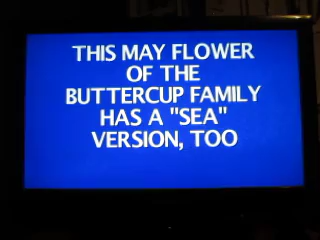 THIS MAY FLOWER
OF THE
BUTTERCUP FAMILY
HAS A "SEA"
VERSION, TOO